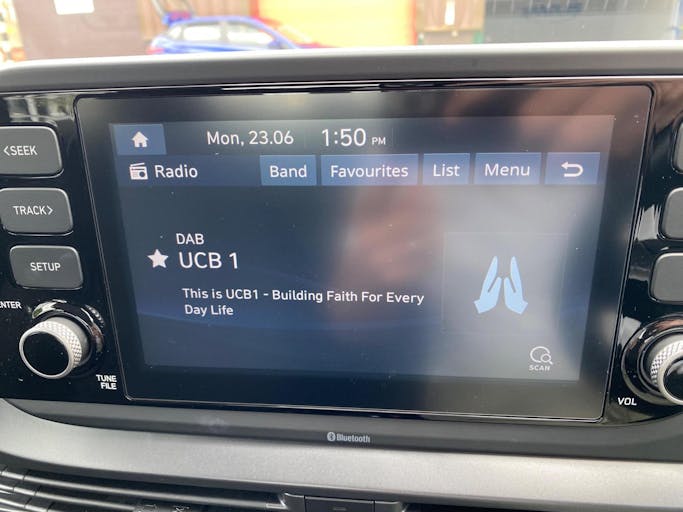 <SEEK
TRACK>
SETUP
ENTER
TUNE
FILE
Mon, 23.06 1:50 PM
Radio Band Favourites List Menu
DAB
UCB 1
This is UCB1 - Building Faith For Every
Day Life
SCAN
VOL
Bluetooth